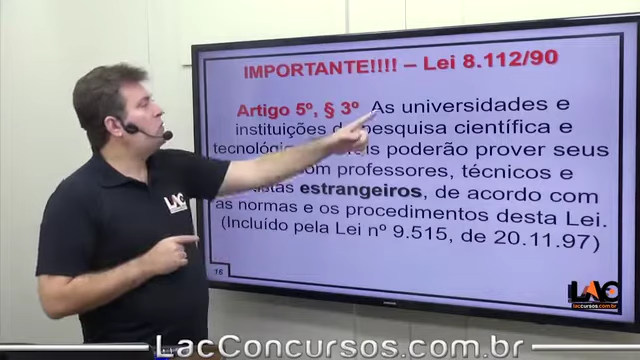 IMPORTANTE!!!! – Lei 8.112/90
Artigo 5º, § 3º As universidades e
instituições pesquisa científica e
poderão prover seus
professores, técnicos e
estrangeiros, de acordo com
as normas e os procedimentos desta Lei.
(Incluído pela Lei nº 9.515, de 20.11.97)
16
LAC
LAC
laccursos.com.br
LacConcursos.com.br